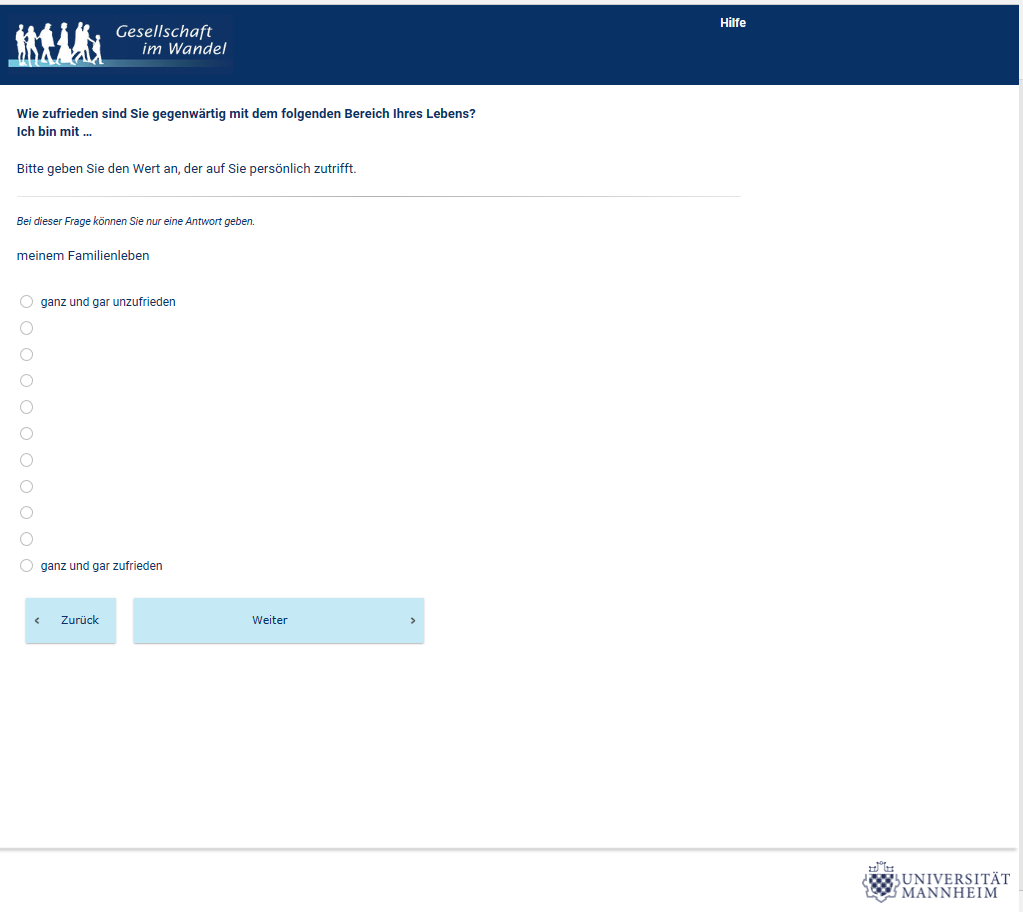 Gesellschaft
im Wandel
Hilfe
Wie zufrieden sind Sie gegenwärtig mit dem folgenden Bereich Ihres Lebens?
Ich bin mit ...
Bitte geben Sie den Wert an, der auf Sie persönlich zutrifft.
Bei dieser Frage können Sie nur eine Antwort geben.
meinem Familienleben
ganz und gar unzufrieden
ganz und gar zufrieden
‹ Zurück
Weiter ›
UNIVERSITÄT
MANNHEIM